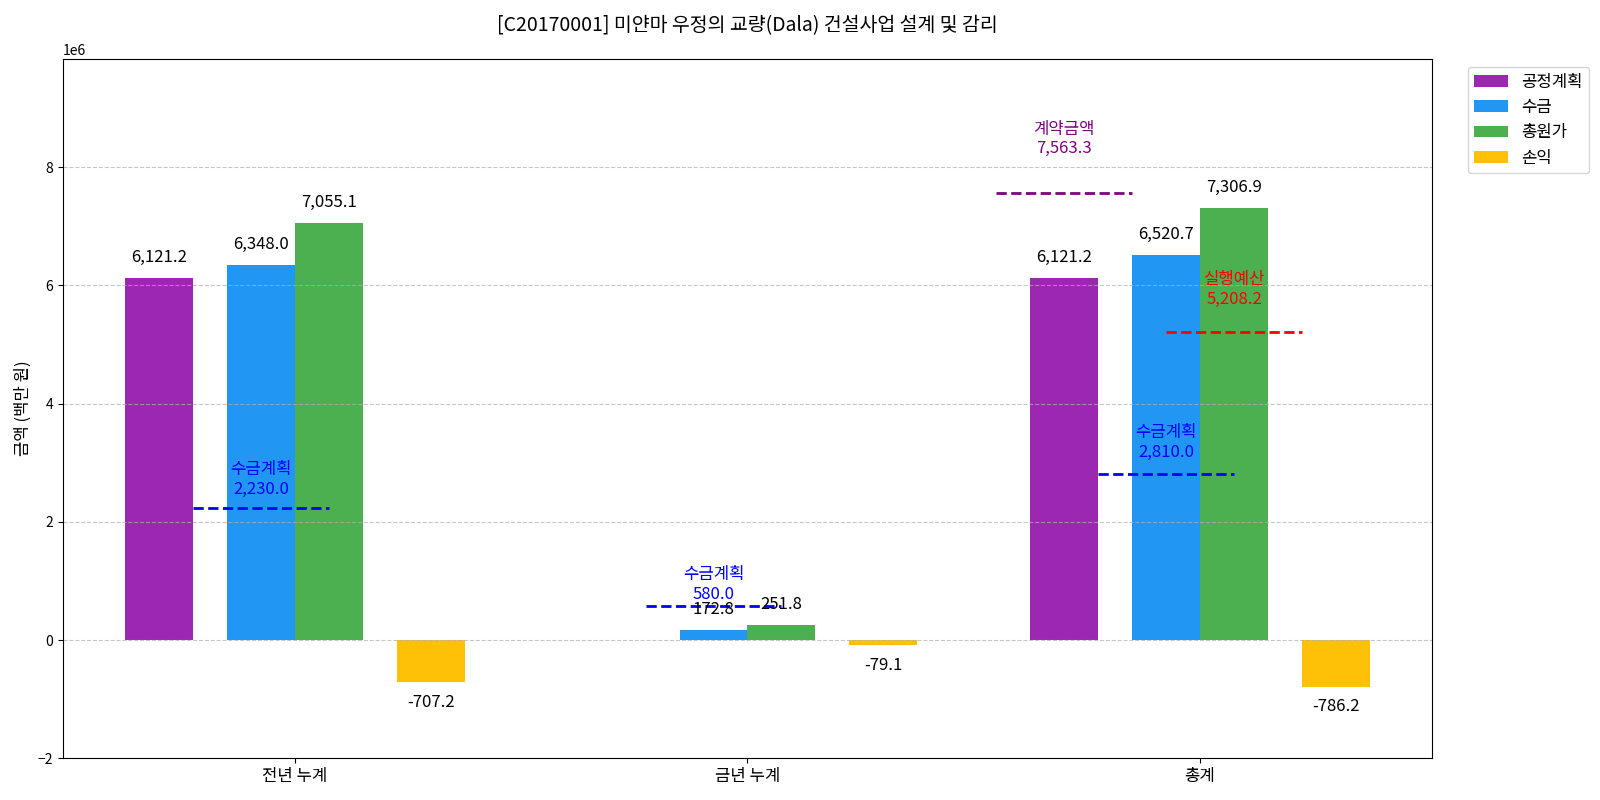 [C20170001] 미얀마 우정의 교량(Dala) 건설사업 설계 및 감리
1e6
금액 (백만 원)
8
6
4
2
0
−2
6,121.2
6,348.0
7,055.1
수금계획
2,230.0
-707.2
수금계획
580.0
172.8
251.8
-79.1
계약금액
7,563.3
6,121.2
6,520.7
7,306.9
실행예산
5,208.2
수금계획
2,810.0
-786.2
전년 누계
금년 누계
총계
공정계획
수금
총원가
손익